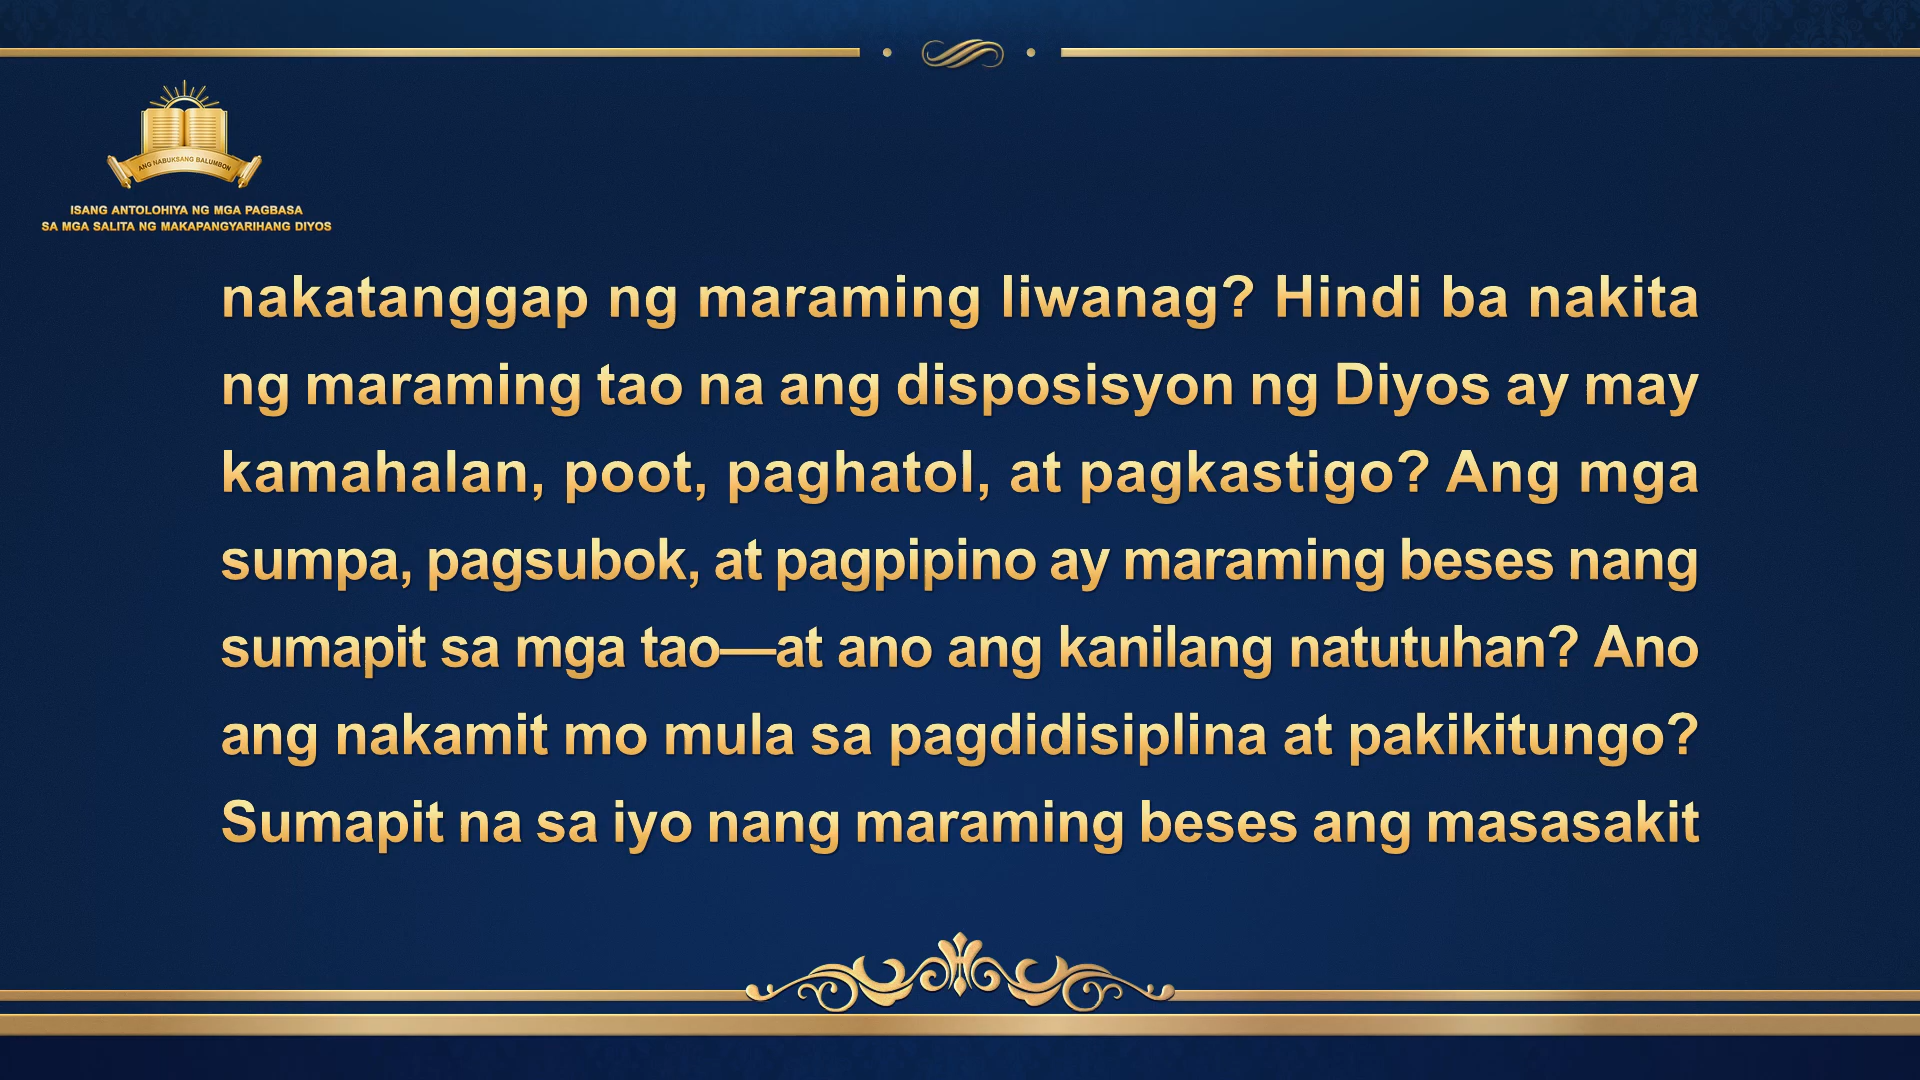 ANG NABUKSANG BALUMBON
ISANG ANTOLOHIYA NG MGA PAGBASA
SA MGA SALITA NG MAKAPANGYARIHANG DIYOS
nakatanggap ng maraming liwanag? Hindi ba nakita
ng maraming tao na ang disposisyon ng Diyos ay may
kamahalan, poot, paghatol, at pagkastigo? Ang mga
sumpa, pagsubok, at pagpipino ay maraming beses nang
sumapit sa mga tao—at ano ang kanilang natutuhan? Ano
ang nakamit mo mula sa pagdidisiplina at pakikitungo?
Sumapit na sa iyo nang maraming beses ang masasakit